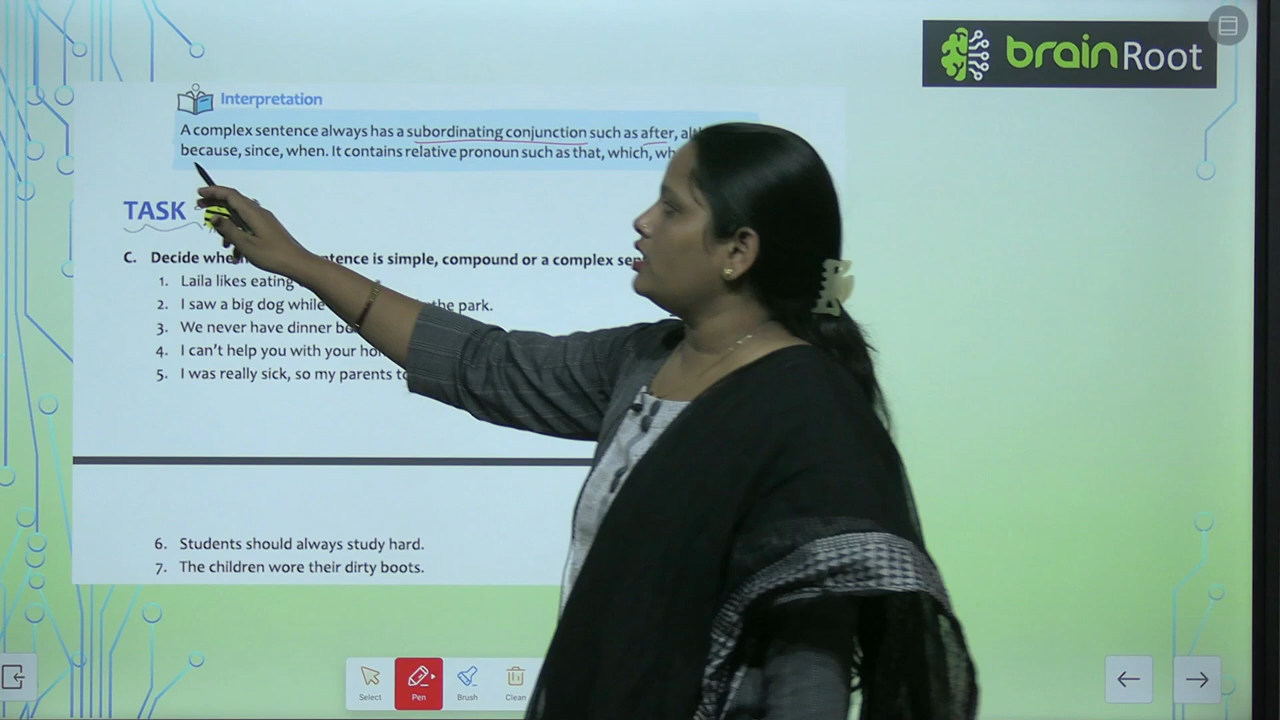 brainRoot
Interpretation
A complex sentence always has a subordinating conjunction such as after,
because, since, when. It contains relative pronoun such as that, which,
TASK
C. Decide sentence is simple, compound or a complex
1. Laila likes eating
2. I saw a big dog while the park.
3. We never have dinner
4. I can't help you with your
5. I was really sick, so my parents
6. Students should always study hard.
7. The children wore their dirty boots.
Select
Pen
Brush
Clean